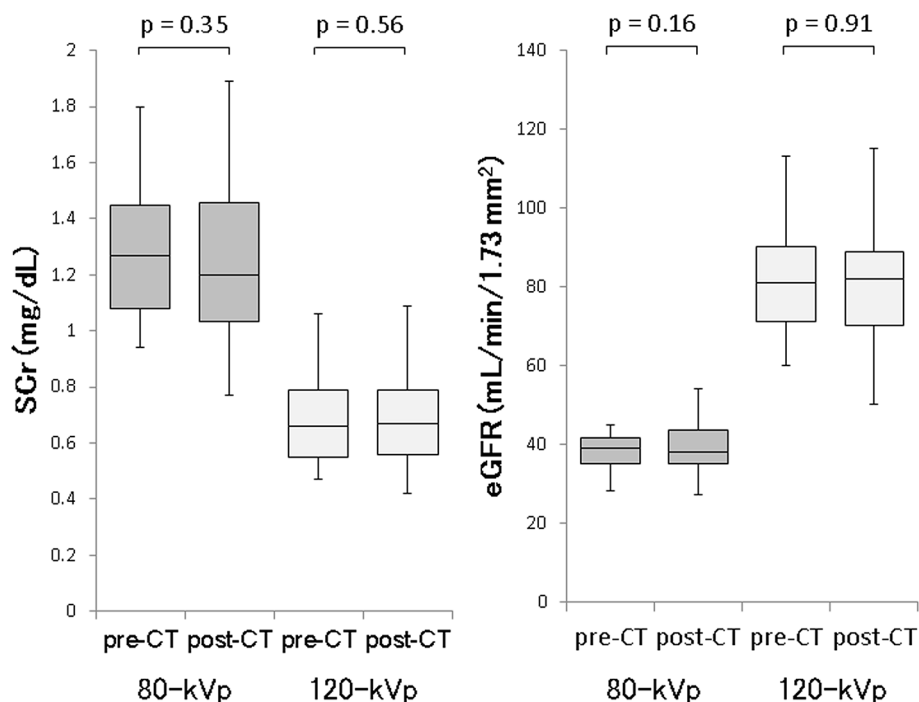 p = 0.35 p = 0.56
2
1.8
1.6
1.4
1.2
1
0.8
0.6
0.4
0.2
0
SCr (mg/dL)
pre-CT post-CT pre-CT post-CT
80-kVp 120-kVp
p = 0.16 p = 0.91
140
120
100
80
60
40
20
0
eGFR (mL/min/1.73 mm²)
pre-CT post-CT pre-CT post-CT
80-kVp 120-kVp